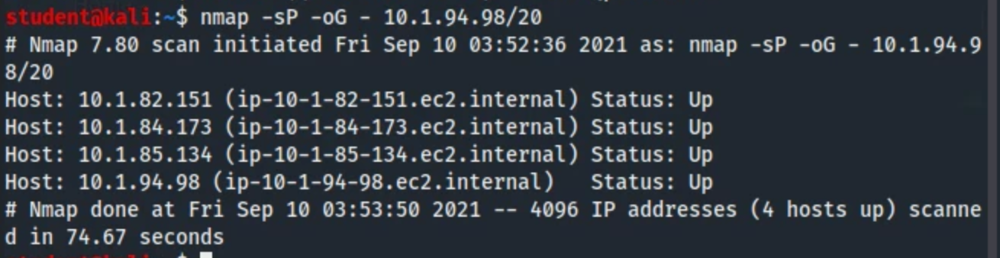 student@kali:~$ nmap -sP -oG - 10.1.94.98/20
# Nmap 7.80 scan initiated Fri Sep 10 03:52:36 2021 as: nmap -sP -oG - 10.1.94.9
8/20
Host: 10.1.82.151 (ip-10-1-82-151.ec2.internal) Status: Up
Host: 10.1.84.173 (ip-10-1-84-173.ec2.internal) Status: Up
Host: 10.1.85.134 (ip-10-1-85-134.ec2.internal) Status: Up
Host: 10.1.94.98 (ip-10-1-94-98.ec2.internal)   Status: Up
# Nmap done at Fri Sep 10 03:53:50 2021 -- 4096 IP addresses (4 hosts up) scanne
d in 74.67 seconds